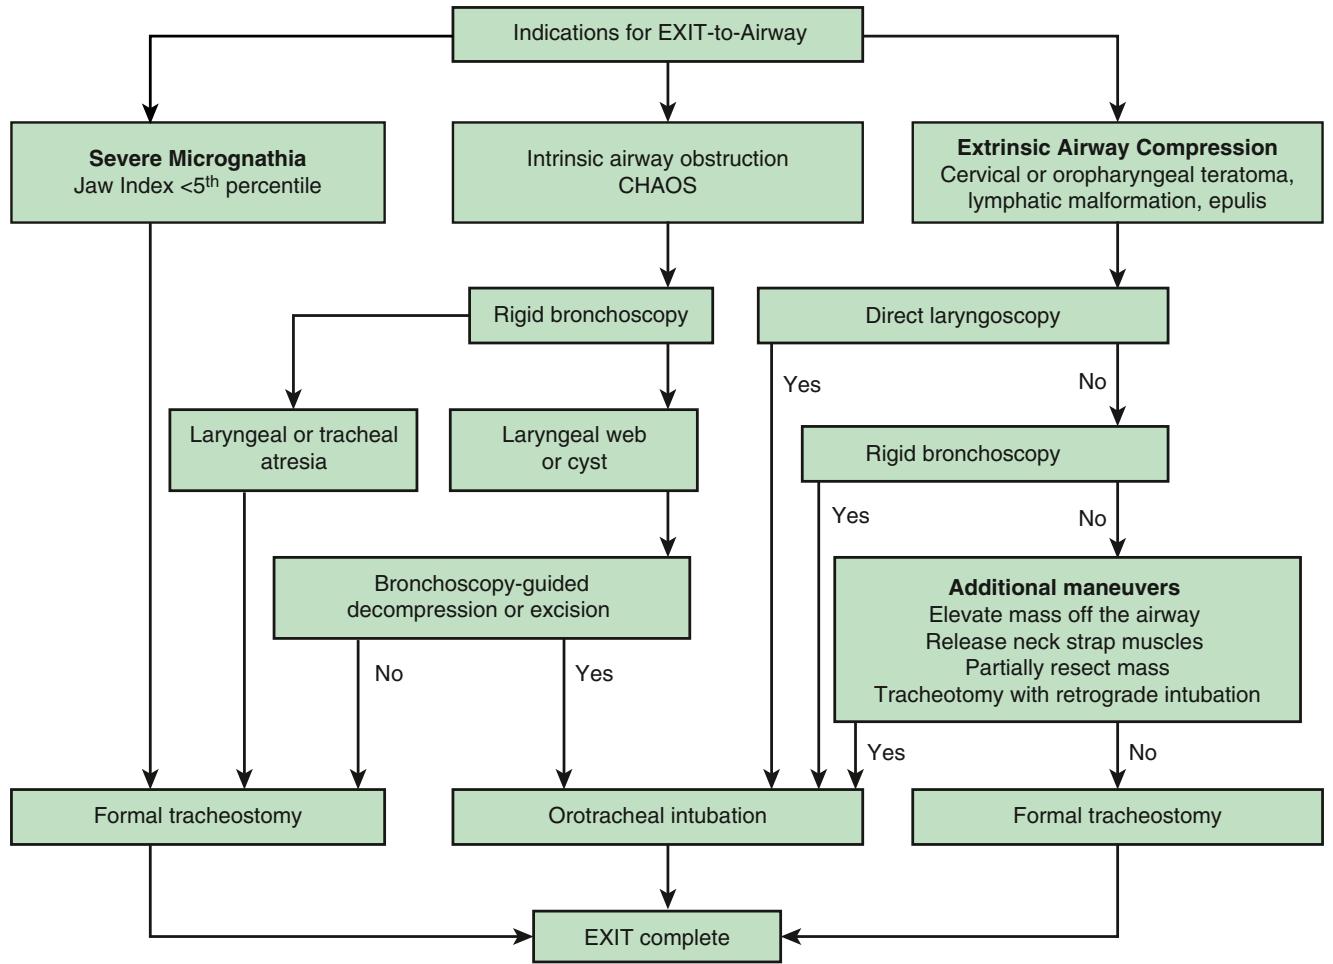 Indications for EXIT-to-Airway
Severe Micrognathia
Jaw Index <5th percentile
Intrinsic airway obstruction
CHAOS
Extrinsic Airway Compression
Cervical or oropharyngeal teratoma,
lymphatic malformation, epulis
Rigid bronchoscopy
Direct laryngoscopy
Yes
No
Laryngeal or tracheal
atresia
Laryngeal web
or cyst
Rigid bronchoscopy
Yes
No
Bronchoscopy-guided
decompression or excision
Additional maneuvers
Elevate mass off the airway
Release neck strap muscles
Partially resect mass
Tracheotomy with retrograde intubation
No
Yes
Yes
No
Formal tracheostomy
Orotracheal intubation
Formal tracheostomy
EXIT complete